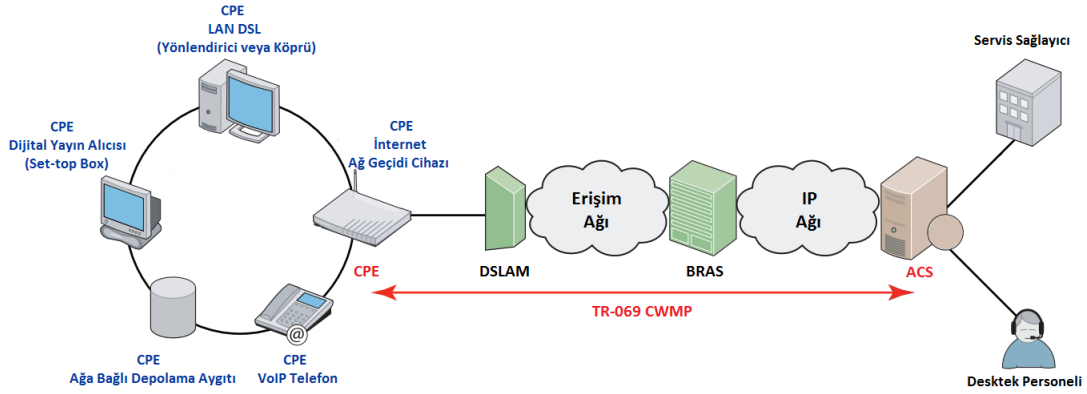 CPE
LAN DSL
(Yönlendirici veya Köprü)
CPE
Dijital Yayın Alıcısı
(Set-top Box)
CPE
İnternet
Ağ Geçidi Cihazı
Servis Sağlayıcı
Erişim
Ağı
IP
Ağı
CPE
DSLAM
BRAS
ACS
TR-069 CWMP
@
CPE
Ağa Bağlı Depolama Aygıtı
CPE
VoIP Telefon
Desktek Personeli